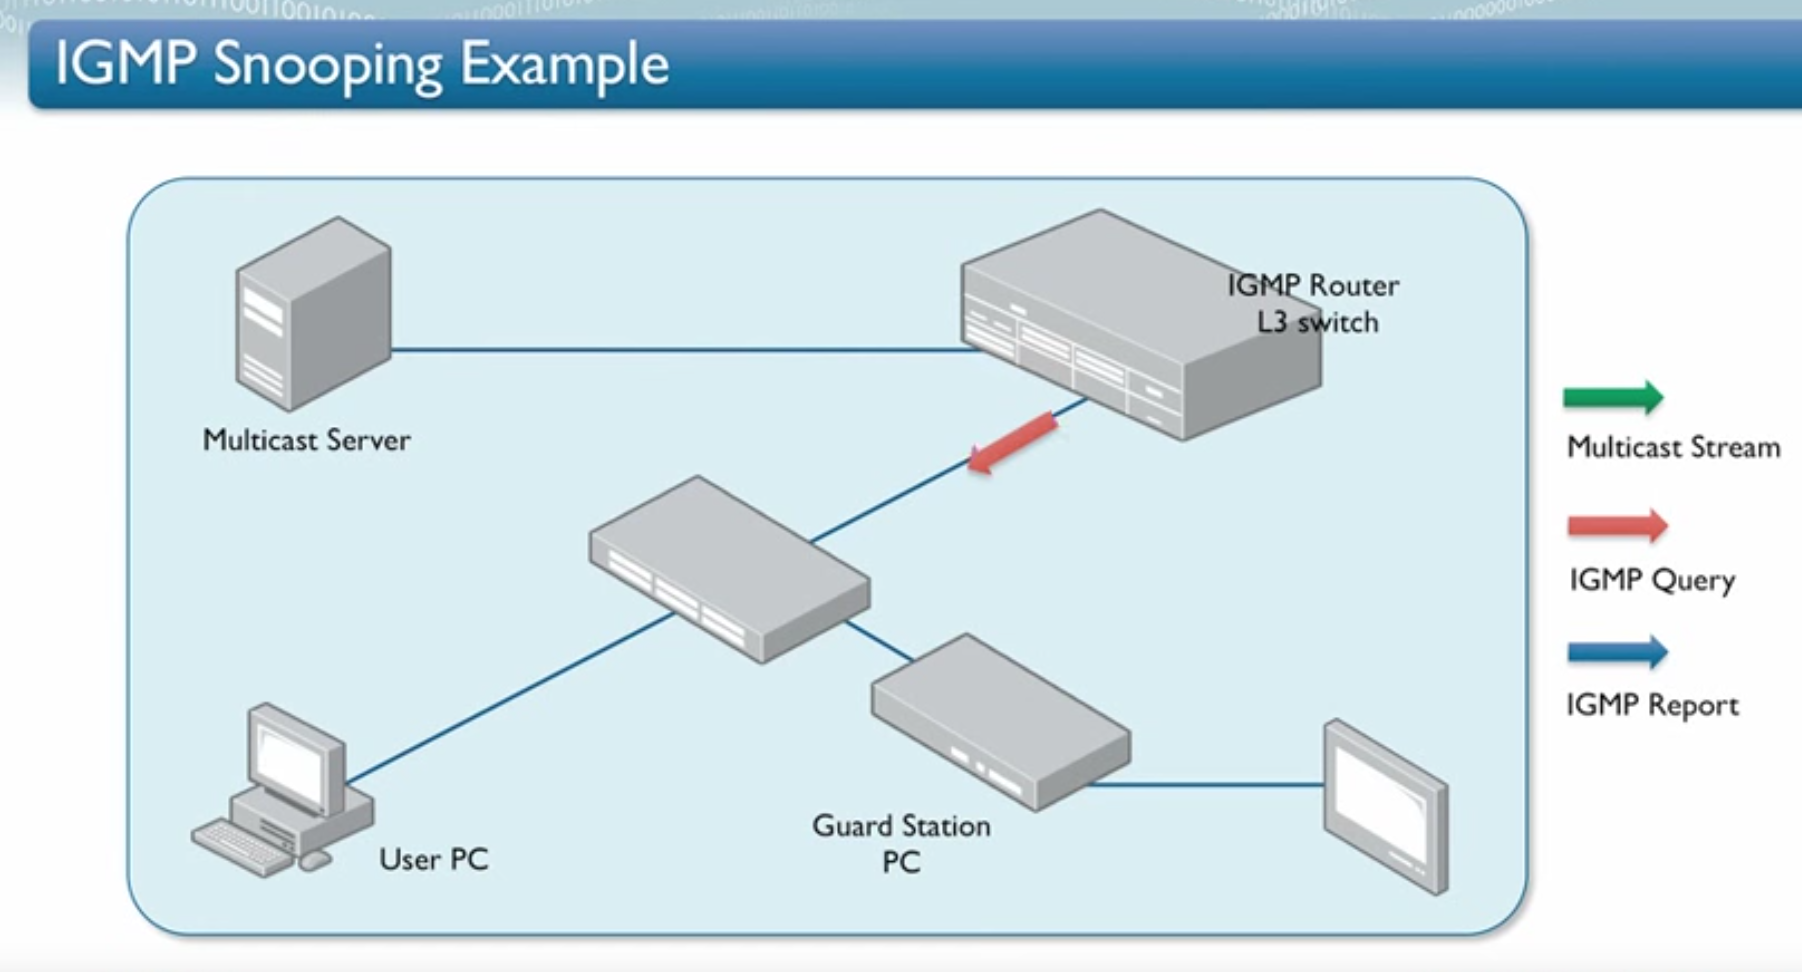 IGMP Snooping Example
IGMP Router
L3 switch
Multicast Server
Multicast Stream
IGMP Query
IGMP Report
Guard Station
PC
User PC